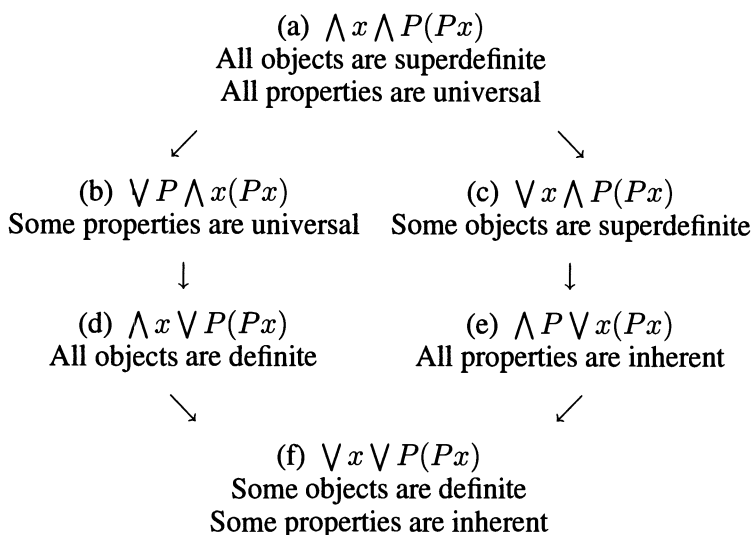 (a) ⋀ x ⋀ P(Px)
All objects are superdefinite
All properties are universal
↙ ↘
(b) ⋁ P ⋀ x(Px) (c) ⋁ x ⋀ P(Px)
Some properties are universal Some objects are superdefinite
↓ ↓
(d) ⋀ x ⋁ P(Px) (e) ⋀ P ⋁ x(Px)
All objects are definite All properties are inherent
↘ ↙
(f) ⋁ x ⋁ P(Px)
Some objects are definite
Some properties are inherent